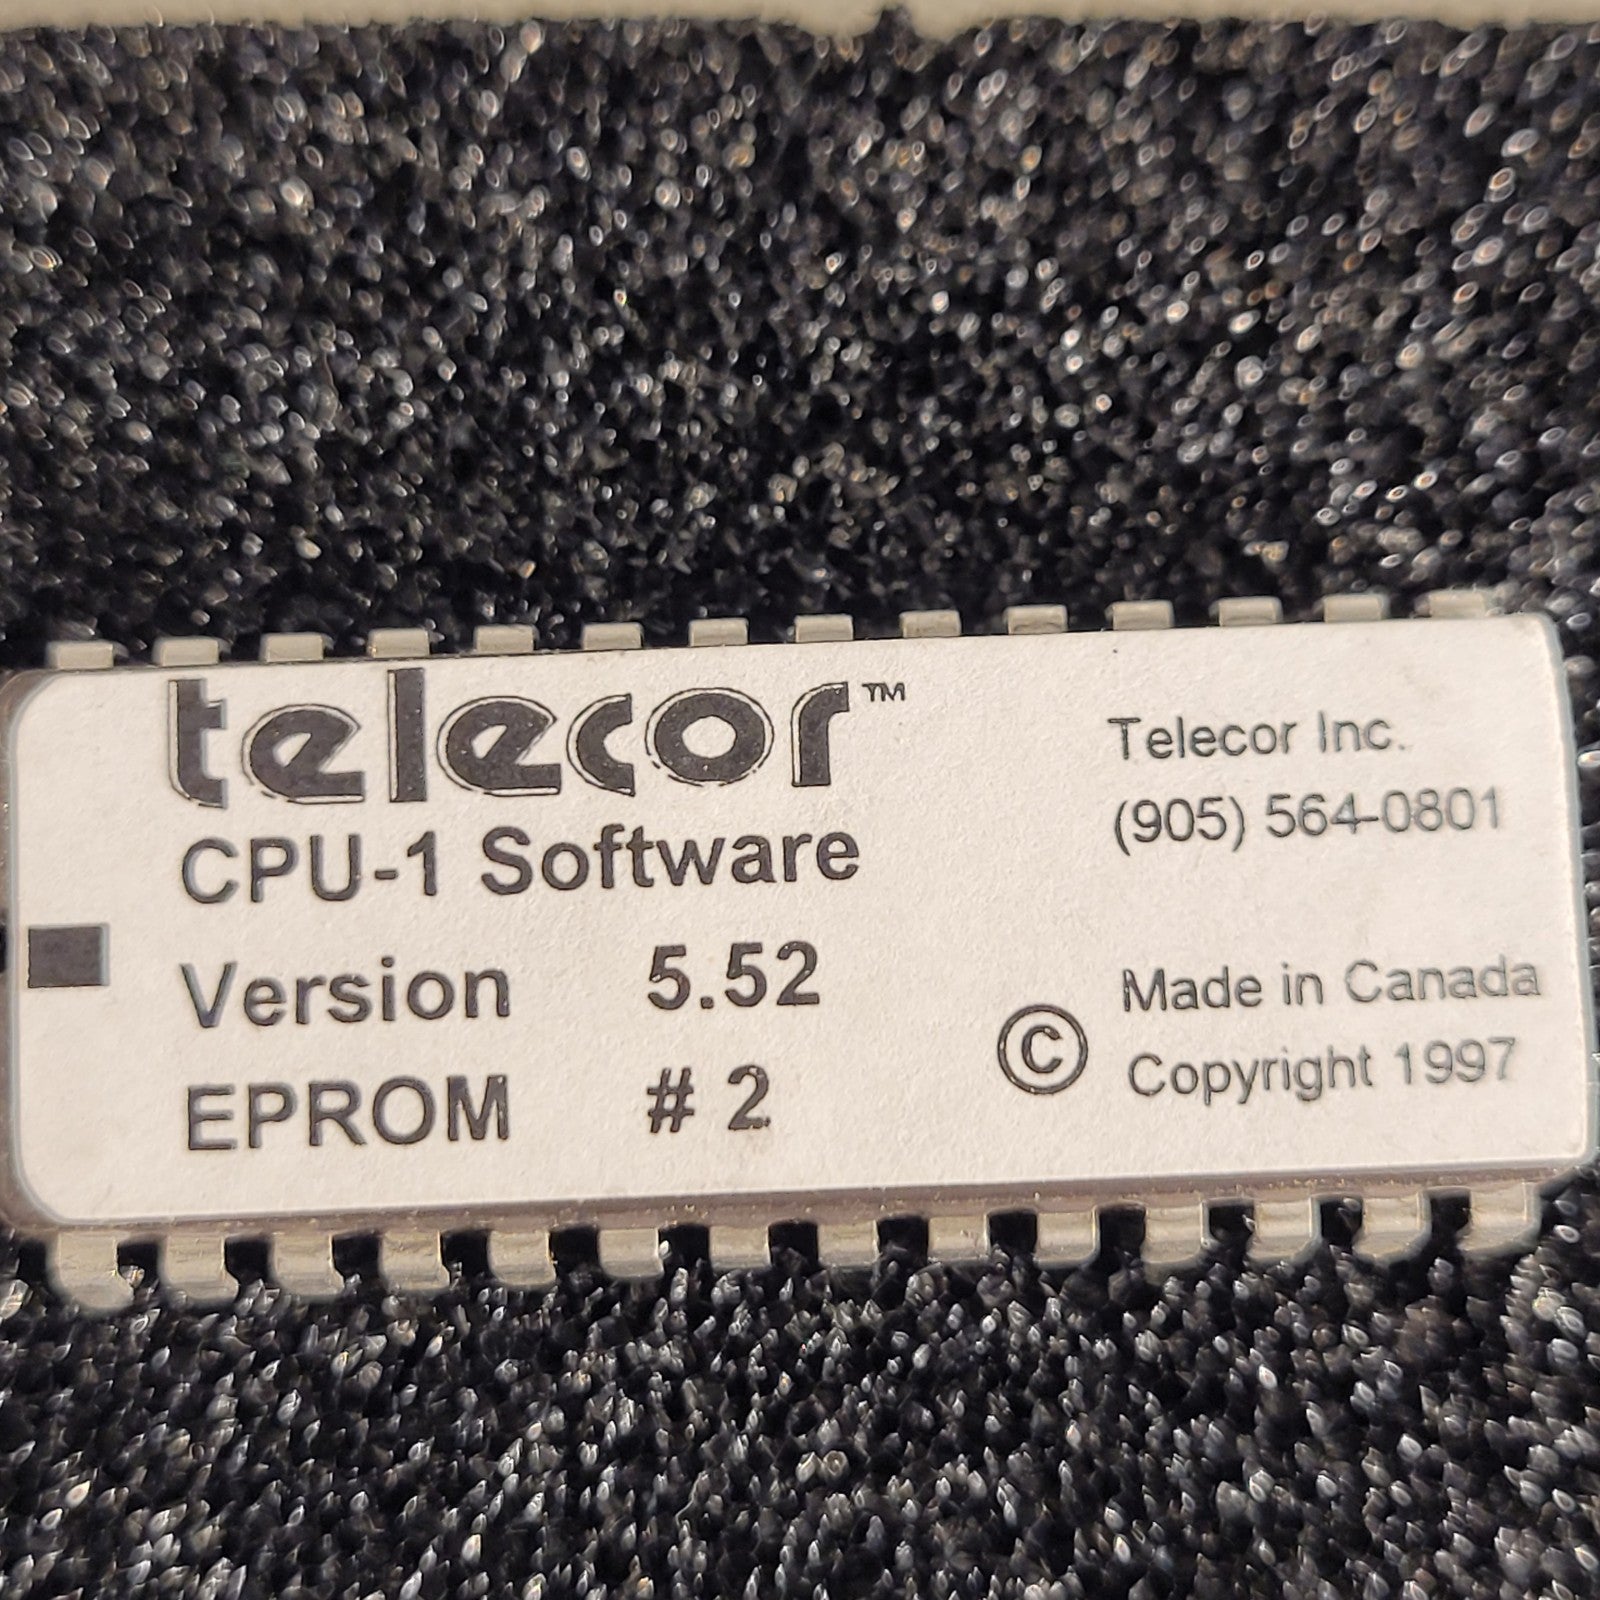 telecor™
CPU-1 Software
Version 5.52
EPROM # 2
Telecor Inc.
(905) 564-0801
Made in Canada
© Copyright 1997